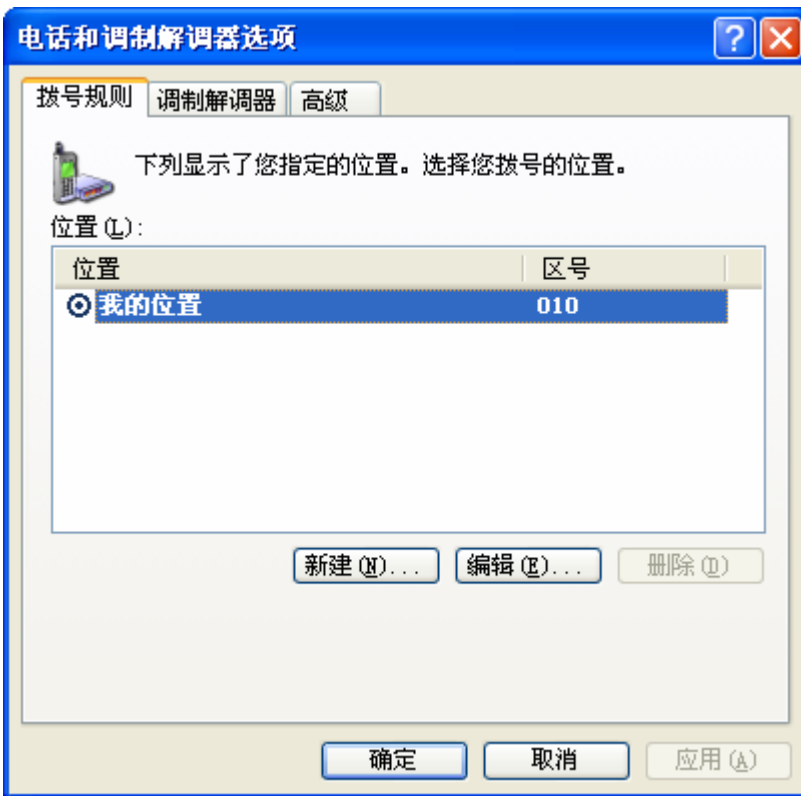 电话和调制解调器选项
拨号规则 调制解调器 高级
下列显示了您指定的位置。选择您拨号的位置。
位置(L):
位置 区号
我的位置 010
新建(N)... 编辑(E)... 删除(D)
确定 取消 应用(A)